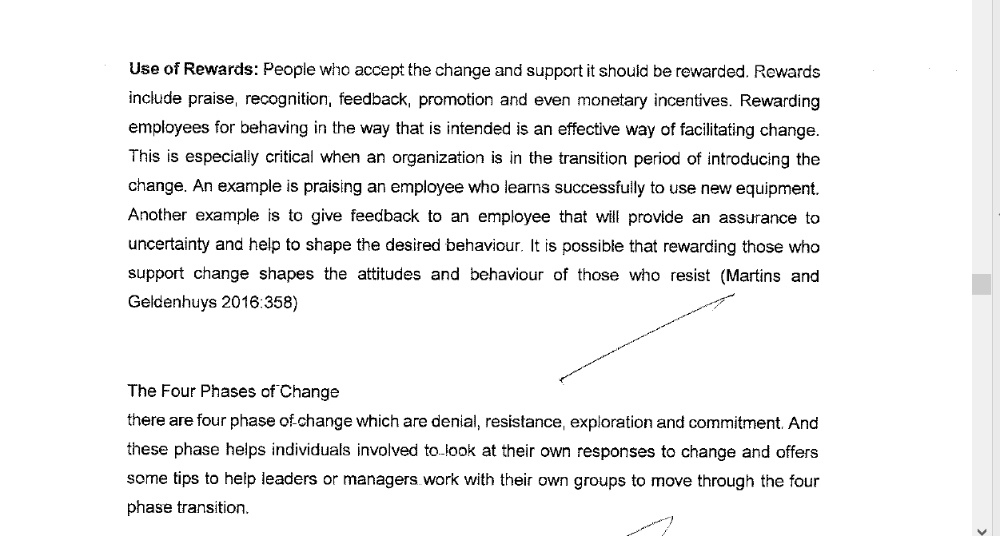 Use of Rewards: People who accept the change and support it should be rewarded. Rewards
include praise, recognition, feedback, promotion and even monetary incentives. Rewarding
employees for behaving in the way that is intended is an effective way of facilitating change.
This is especially critical when an organization is in the transition period of introducing the
change. An example is praising an employee who learns successfully to use new equipment.
Another example is to give feedback to an employee that will provide an assurance to
uncertainty and help to shape the desired behaviour. It is possible that rewarding those who
support change shapes the attitudes and behaviour of those who resist (Martins and
Geldenhuys 2016:358)
The Four Phases of Change
there are four phase of change which are denial, resistance, exploration and commitment. And
these phase helps individuals involved to look at their own responses to change and offers
some tips to help leaders or managers work with their own groups to move through the four
phase transition.